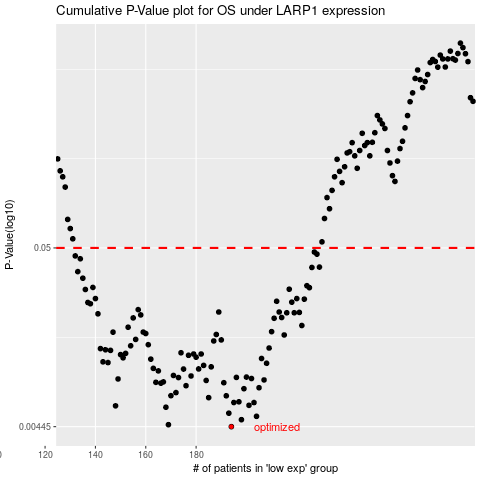 Cumulative P-Value plot for OS under LARP1 expression
P-Value(log10)
0.05
0.00445
optimized
0 120 140 160 180
# of patients in 'low exp' group